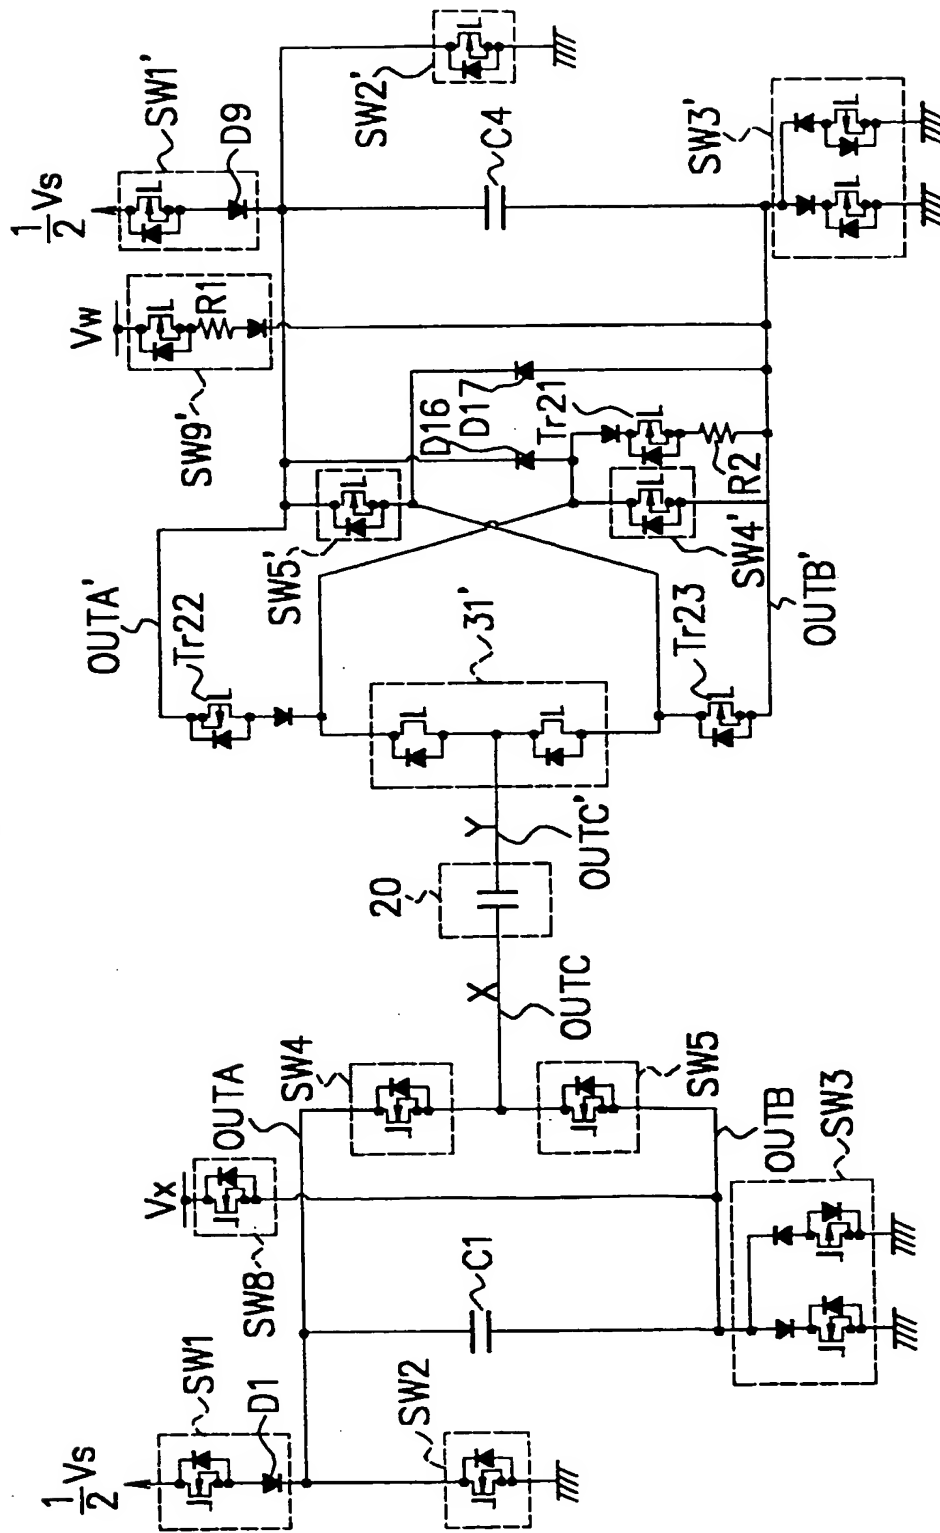 1/2 Vs
SW1
D1
SW2
Vx
SW8
C1
OUTA
SW4
SW5
OUTB
SW3
X
OUTC
20
Y
OUTC'
31'
OUTA'
Tr22
Tr23
OUTB'
SW5'
SW4'
D16
D17
Tr21
R2
Vw
SW9'
R1
1/2 Vs
SW1'
D9
SW2'
C4
SW3'